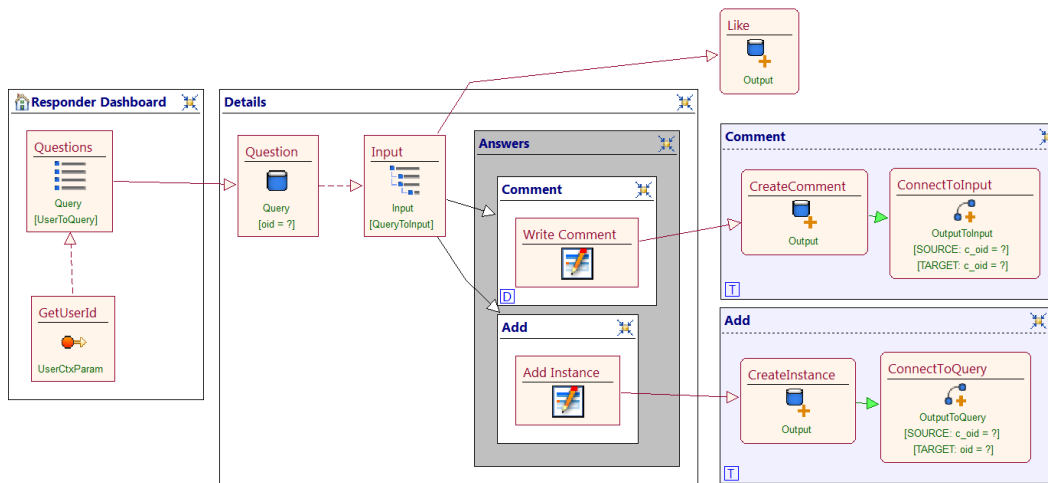 Like
Output
Responder Dashboard
Questions
Query
[UserToQuery]
GetUserId
UserCtxParam
Details
Question
Query
[oid = ?]
Input
Input
[QueryToInput]
Answers
Comment
Write Comment
D
Add
Add Instance
Comment
CreateComment
Output
ConnectToInput
OutputToInput
[SOURCE: c_oid = ?]
[TARGET: c_oid = ?]
T
Add
CreateInstance
Output
ConnectToQuery
OutputToQuery
[SOURCE: c_oid = ?]
[TARGET: oid = ?]
T